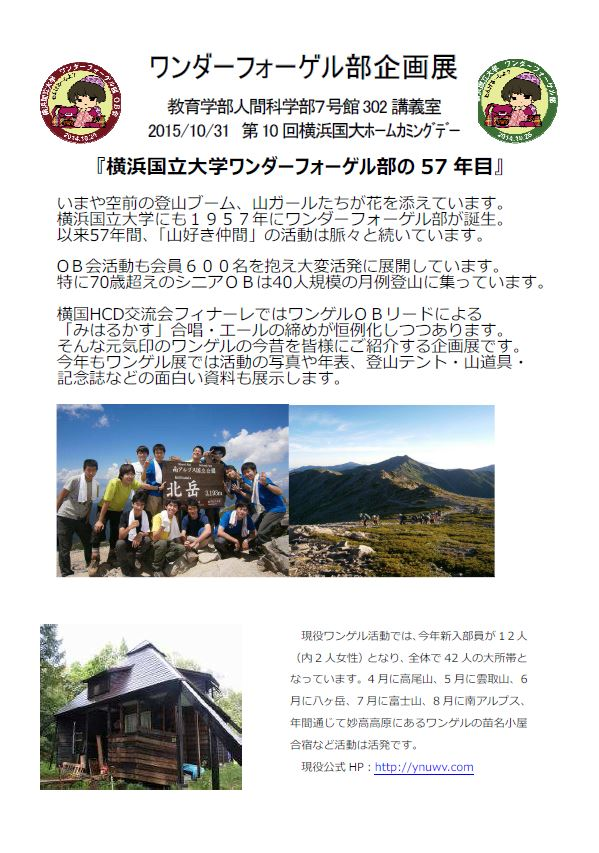 ワンダーフォーゲル部企画展
教育学部人間科学部7号館 302 講義室
2015/10/31 第 10 回横浜国大ホームカミングデー
『横浜国立大学ワンダーフォーゲル部の 57 年目』
いまや空前の登山ブーム、山ガールたちが花を添えています。
横浜国立大学にも１９５７年にワンダーフォーゲル部が誕生。
以来57年間、「山好き仲間」の活動は脈々と続いています。
ＯＢ会活動も会員６００名を抱え大変活発に展開しています。
特に70歳超えのシニアＯＢは40人規模の月例登山に集っています。
横国HCD交流会フィナーレではワンゲルＯＢリードによる
「みはるかす」合唱・エールの締めが恒例化しつつあります。
そんな元気印のワンゲルの今昔を皆様にご紹介する企画展です。
今年もワンゲル展では活動の写真や年表、登山テント・山道具・
記念誌などの面白い資料も展示します。
南アルプス国立公園
北岳
3,193m
現役ワンゲル活動では、今年新入部員が１２人
（内２人女性）となり、全体で 42 人の大所帯と
なっています。４月に高尾山、５月に雲取山、６
月に八ヶ岳、７月に富士山、８月に南アルプス、
年間通じて妙高高原にあるワンゲルの苗名小屋
合宿など活動は活発です。
現役公式 HP：http://ynuwv.com